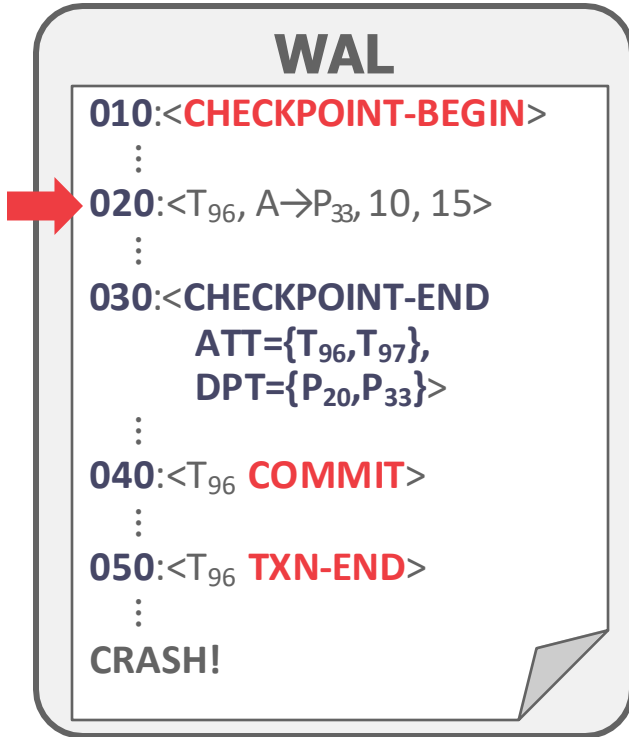 WAL
010:<CHECKPOINT-BEGIN>
⋮
020:<T₉₆, A→P₃₃, 10, 15>
⋮
030:<CHECKPOINT-END
ATT={T₉₆,T₉₇},
DPT={P₂₀,P₃₃}>
⋮
040:<T₉₆ COMMIT>
⋮
050:<T₉₆ TXN-END>
⋮
CRASH!